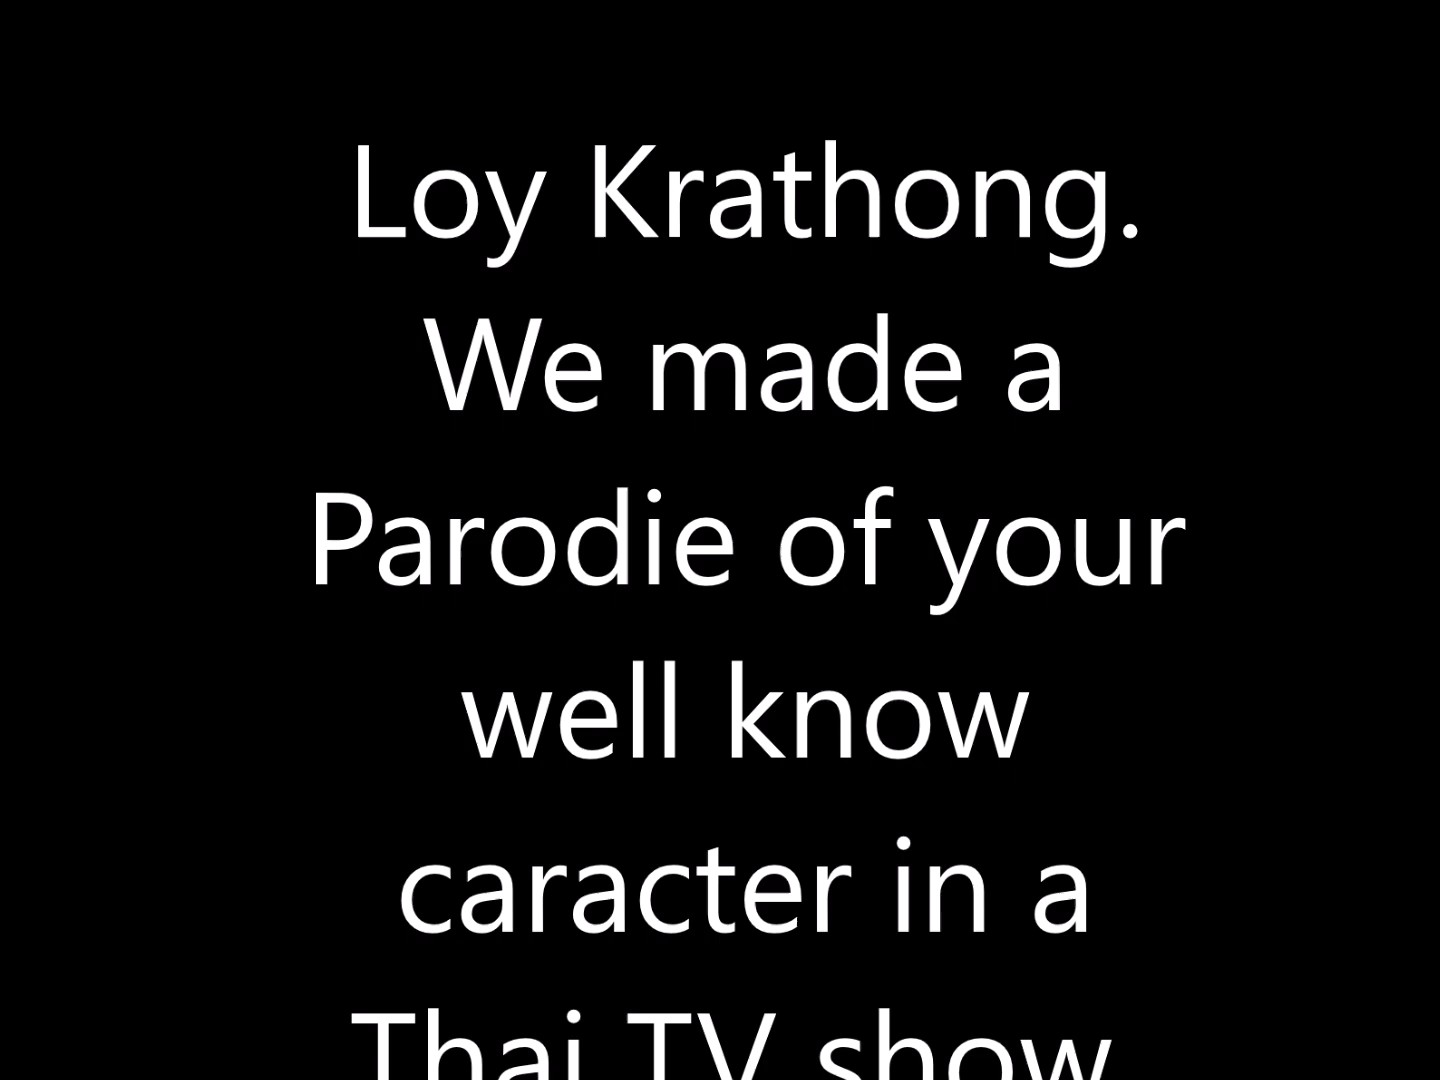 Loy Krathong.
We made a
Parodie of your
well know
caracter in a
Thai TV show